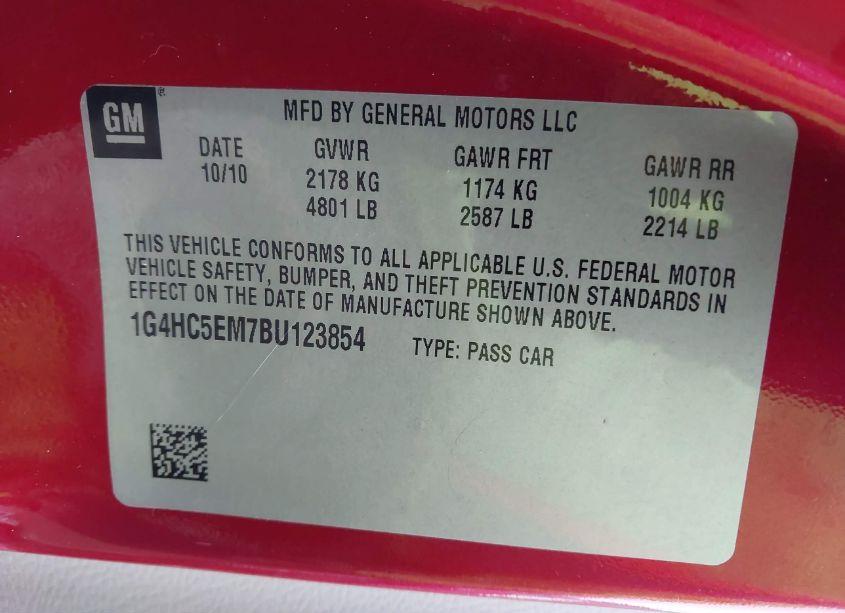 GM ®
MFD BY GENERAL MOTORS LLC
DATE GVWR GAWR FRT GAWR RR
10/10 2178 KG 1174 KG 1004 KG
4801 LB 2587 LB 2214 LB
THIS VEHICLE CONFORMS TO ALL APPLICABLE U.S. FEDERAL MOTOR
VEHICLE SAFETY, BUMPER, AND THEFT PREVENTION STANDARDS IN
EFFECT ON THE DATE OF MANUFACTURE SHOWN ABOVE.
1G4HC5EM7BU123854 TYPE: PASS CAR